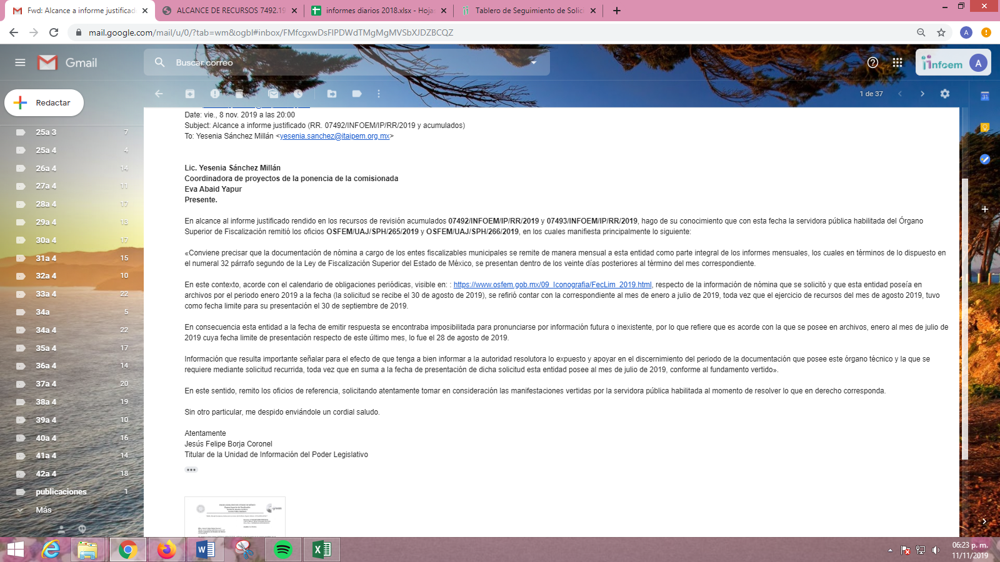 Fwd: Alcance a informe justificad
ALCANCE DE RECURSOS 7492.19
informes diarios 2018.xlsx - Hoja
Tablero de Seguimiento de Solici
mail.google.com/mail/u/0/?tab=wm&ogbl#inbox/FMfcgxwDsFlPDWdTMgMgMVSbXJDZBCQZ
A
Gmail
Buscar correo
infoem
A
Redactar
1 de 37
31
25a 3 7
25a 4 4
26a 4 14
27a 4 11
28a 4 17
29a 4 13
30a 4 17
31a 4 15
32a 4 10
33a 4 22
34a 5
34a 4 22
35a 4 17
36a 4 14
37a 4 20
38a 4 19
39a 4 10
40a 4 16
41a 4 14
42a 4 18
publicaciones 1
Más
Date: vie., 8 nov. 2019 a las 20:00
Subject: Alcance a informe justificado (RR. 07492/INFOEM/IP/RR/2019 y acumulados)
To: Yesenia Sánchez Millán <yesenia.sanchez@itaipem.org.mx>
Lic. Yesenia Sánchez Millán
Coordinadora de proyectos de la ponencia de la comisionada
Eva Abaid Yapur
Presente.
En alcance al informe justificado rendido en los recursos de revisión acumulados 07492/INFOEM/IP/RR/2019 y 07493/INFOEM/IP/RR/2019, hago de su conocimiento que con esta fecha la servidora pública habilitada del Órgano
Superior de Fiscalización remitió los oficios OSFEM/UAJ/SPH/265/2019 y OSFEM/UAJ/SPH/266/2019, en los cuales manifiesta principalmente lo siguiente:
«Conviene precisar que la documentación de nómina a cargo de los entes fiscalizables municipales se remite de manera mensual a esta entidad como parte integral de los informes mensuales, los cuales en términos de lo dispuesto en
el numeral 32 párrafo segundo de la Ley de Fiscalización Superior del Estado de México, se presentan dentro de los veinte días posteriores al término del mes correspondiente.
En este contexto, acorde con el calendario de obligaciones periódicas, visible en: : https://www.osfem.gob.mx/09_Iconografia/FecLim_2019.html, respecto de la información de nómina que se solicitó y que esta entidad poseía en
archivos por el periodo enero 2019 a la fecha (la solicitud se recibe el 30 de agosto de 2019), se refirió contar con la correspondiente al mes de enero a julio de 2019, toda vez que el ejercicio de recursos del mes de agosto 2019, tuvo
como fecha limite para su presentación el 30 de septiembre de 2019.
En consecuencia esta entidad a la fecha de emitir respuesta se encontraba imposibilitada para pronunciarse por información futura o inexistente, por lo que refiere que es acorde con la que se posee en archivos, enero al mes de julio de
2019 cuya fecha limite de presentación respecto de este último mes, lo fue el 28 de agosto de 2019.
Información que resulta importante señalar para el efecto de que tenga a bien informar a la autoridad resolutora lo expuesto y apoyar en el discernimiento del periodo de la documentación que posee este órgano técnico y la que se
requiere mediante solicitud recurrida, toda vez que en suma a la fecha de presentación de dicha solicitud esta entidad posee al mes de julio de 2019, conforme al fundamento vertido».
En este sentido, remito los oficios de referencia, solicitando atentamente tomar en consideración las manifestaciones vertidas por la servidora pública habilitada al momento de resolver lo que en derecho corresponda.
Sin otro particular, me despido enviándole un cordial saludo.
Atentamente
Jesús Felipe Borja Coronel
Titular de la Unidad de Información del Poder Legislativo
06:23 p. m.
11/11/2019